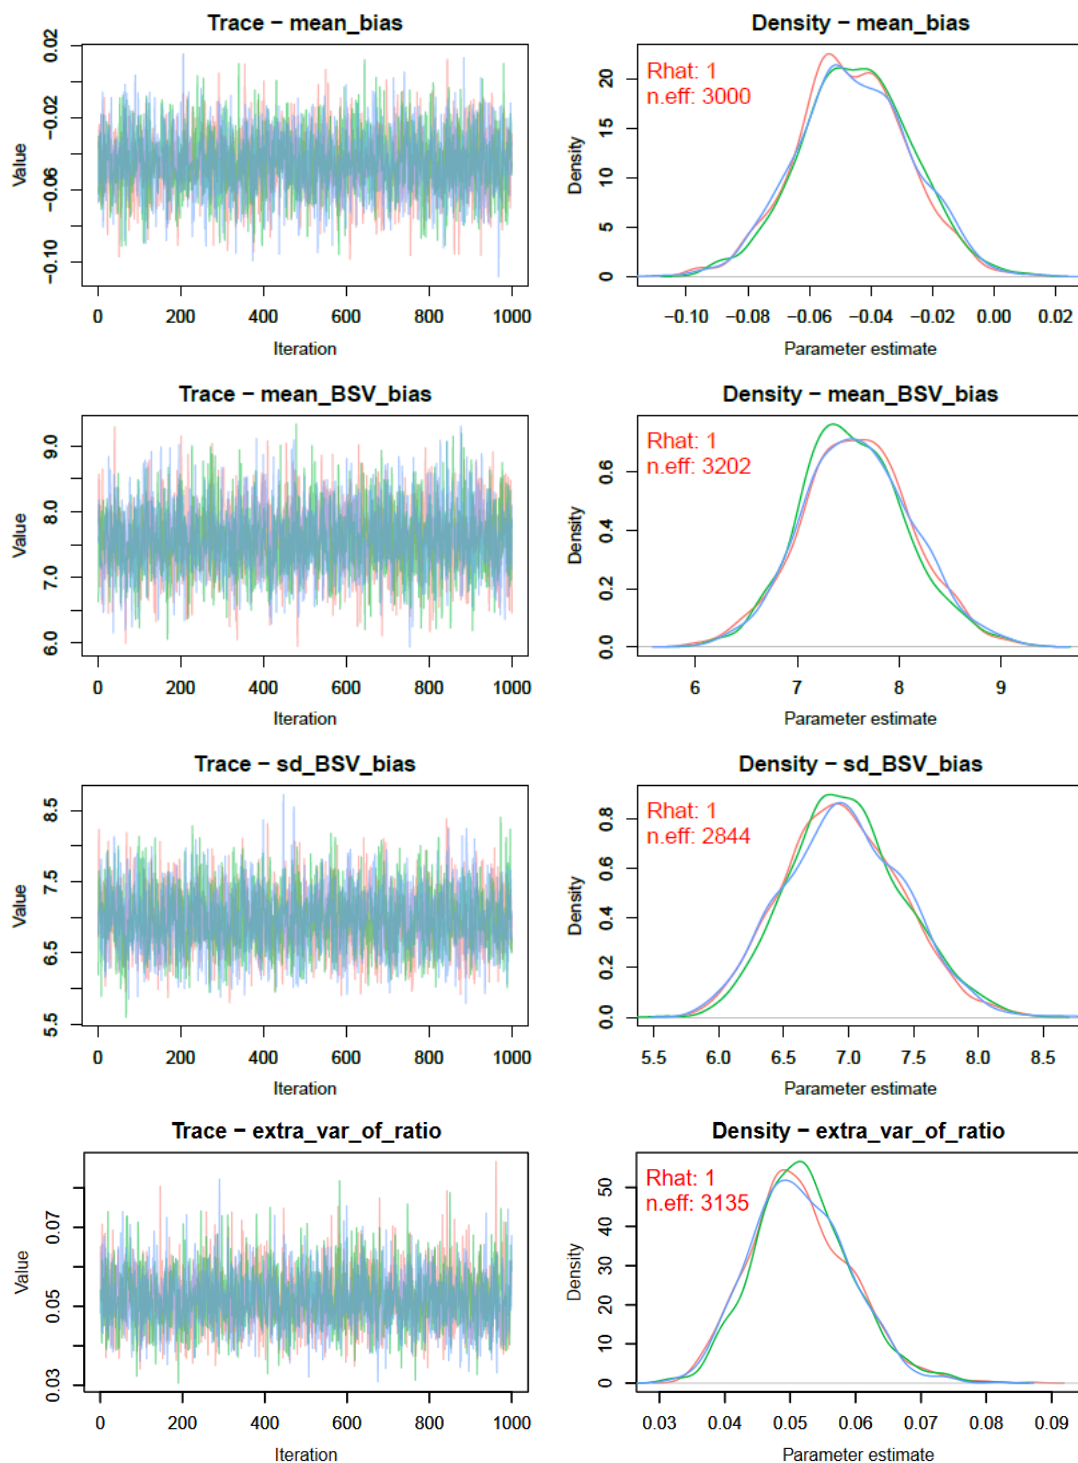 Trace − mean_bias
Value
0.02
−0.02
−0.06
−0.10
0 200 400 600 800 1000
Iteration
Density − mean_bias
Rhat: 1
n.eff: 3000
Density
20
15
10
5
0
−0.10 −0.08 −0.06 −0.04 −0.02 0.00 0.02
Parameter estimate
Trace − mean_BSV_bias
Value
9.0
8.0
7.0
6.0
0 200 400 600 800 1000
Iteration
Density − mean_BSV_bias
Rhat: 1
n.eff: 3202
Density
0.6
0.4
0.2
0.0
6 7 8 9
Parameter estimate
Trace − sd_BSV_bias
Value
8.5
7.5
6.5
5.5
0 200 400 600 800 1000
Iteration
Density − sd_BSV_bias
Rhat: 1
n.eff: 2844
Density
0.8
0.6
0.4
0.2
0.0
5.5 6.0 6.5 7.0 7.5 8.0 8.5
Parameter estimate
Trace − extra_var_of_ratio
Value
0.07
0.05
0.03
0 200 400 600 800 1000
Iteration
Density − extra_var_of_ratio
Rhat: 1
n.eff: 3135
Density
50
40
30
20
10
0
0.03 0.04 0.05 0.06 0.07 0.08 0.09
Parameter estimate